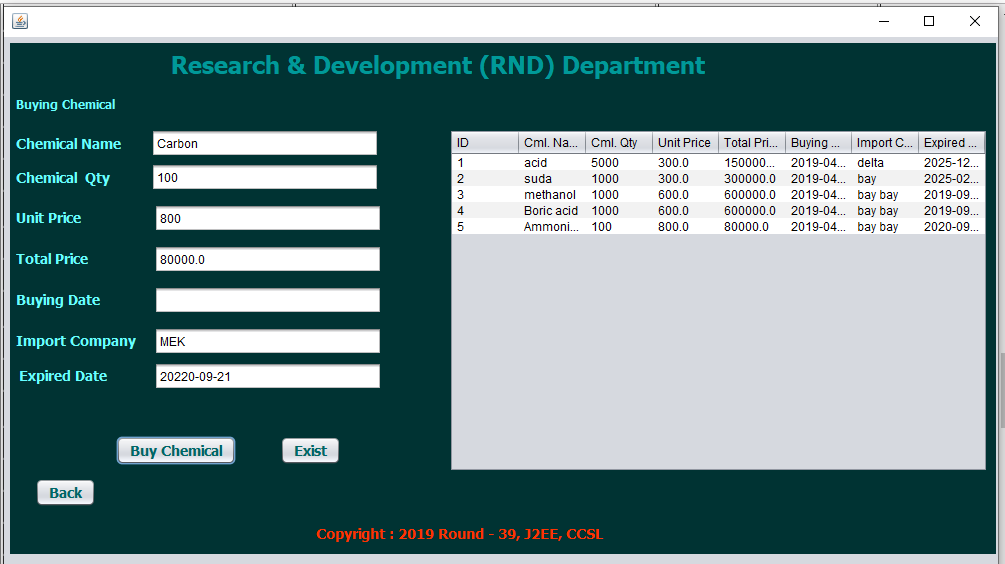 Research & Development (RND) Department
Buying Chemical
Chemical Name Carbon
Chemical Qty 100
Unit Price 800
Total Price 80000.0
Buying Date
Import Company MEK
Expired Date 20220-09-21
Buy Chemical Exist
Back
ID Cml. Na... Cml. Qty Unit Price Total Pri... Buying ... Import C... Expired ...
1 acid 5000 300.0 150000... 2019-04... delta 2025-12...
2 suda 1000 300.0 300000.0 2019-04... bay 2025-02...
3 methanol 1000 600.0 600000.0 2019-04... bay bay 2019-09...
4 Boric acid 1000 600.0 600000.0 2019-04... bay bay 2019-09...
5 Ammoni... 100 800.0 80000.0 2019-04... bay bay 2020-09...
Copyright : 2019 Round - 39, J2EE, CCSL